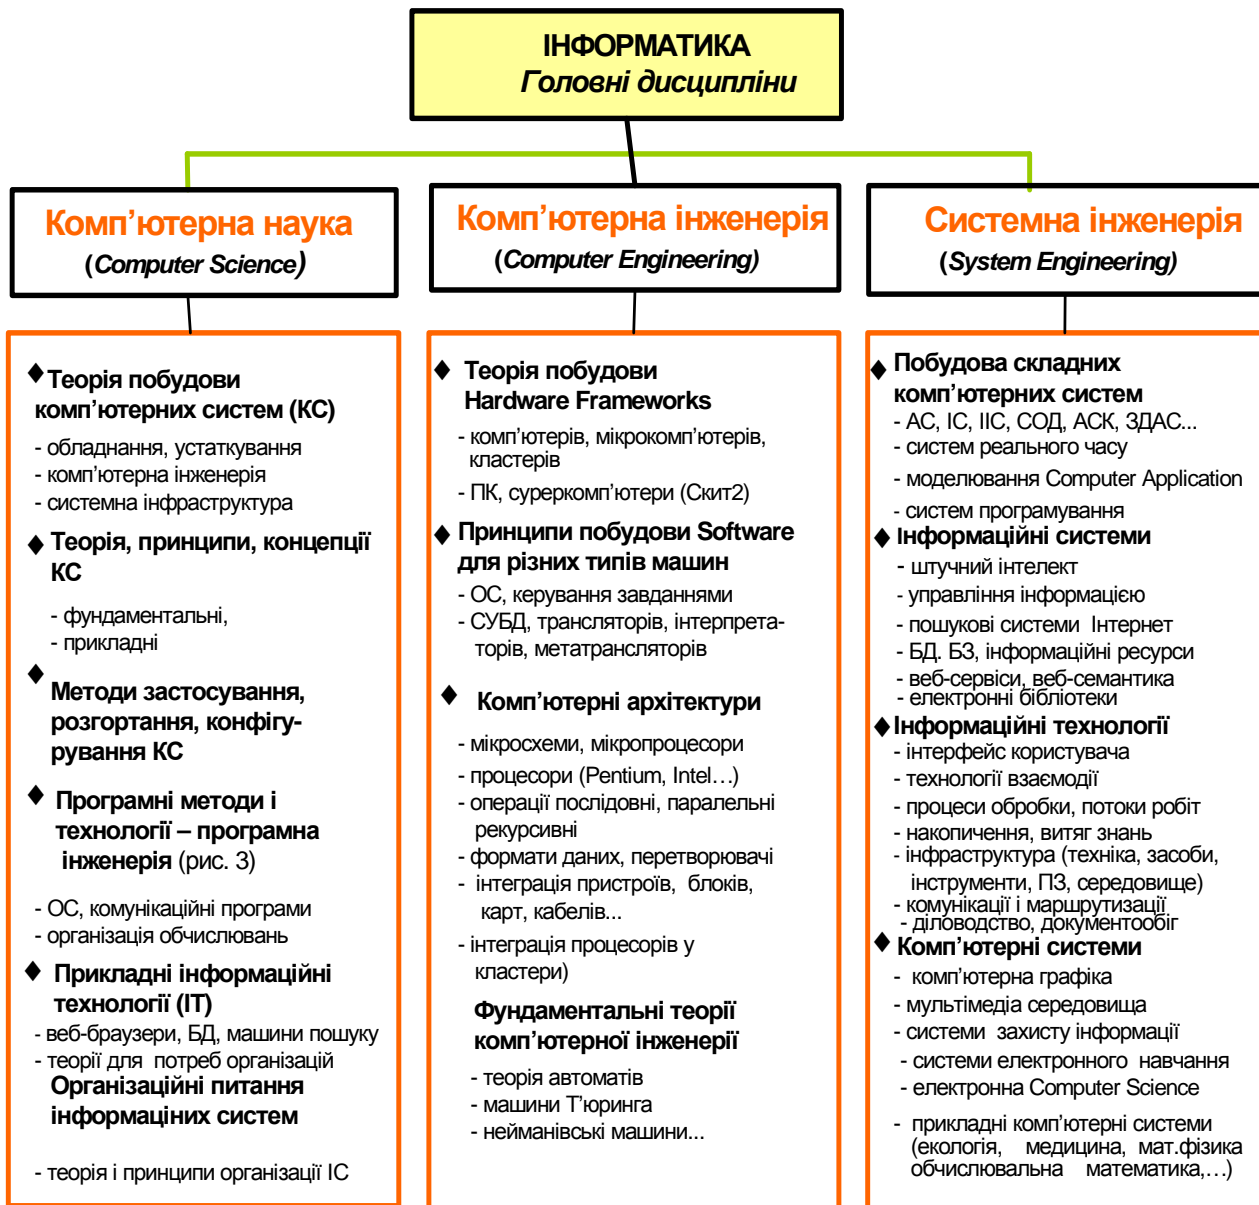 ІНФОРМАТИКА
Головні дисципліни
Комп’ютерна наука
(Computer Science)
Комп’ютерна інженерія
(Computer Engineering)
Системна інженерія
(System Engineering)
♦ Теорія побудови
комп’ютерних систем (КС)
- обладнання, устаткування
- комп’ютерна інженерія
- системна інфраструктура
♦ Теорія, принципи, концепції
КС
- фундаментальні,
- прикладні
♦ Методи застосування,
розгортання, конфігу-
рування КС
♦ Програмні методи і
технології – програмна
інженерія (рис. 3)
- ОС, комунікаційні програми
- організація обчислювань
♦ Прикладні інформаційні
технології (ІТ)
- веб-браузери, БД, машини пошуку
- теорії для потреб організацій
Організаційні питання
інформаціних систем
- теорія і принципи організації ІС
♦ Теорія побудови
Hardware Frameworks
- комп’ютерів, мікрокомп’ютерів,
кластерів
- ПК, суреркомп’ютери (Скит2)
♦ Принципи побудови Software
для різних типів машин
- ОС, керування завданнями
- СУБД, трансляторів, інтерпрета-
торів, метатрансляторів
♦ Комп’ютерні архітектури
- мікросхеми, мікропроцесори
- процесори (Pentium, Intel…)
- операції послідовні, паралельні
рекурсивні
- формати даних, перетворювачі
- інтеграція пристроїв, блоків,
карт, кабелів...
- інтеграція процесорів у
кластери)
Фундаментальні теорії
комп’ютерної інженерії
- теорія автоматів
- машини Т’юринга
- нейманівські машини...
♦ Побудова складних
комп’ютерних систем
- АС, ІС, ІІС, СОД, АСК, ЗДАС...
- систем реального часу
- моделювання Computer Application
- систем програмування
♦ Інформаційні системи
- штучний інтелект
- управління інформацією
- пошукові системи Інтернет
- БД. БЗ, інформаційні ресурси
- веб-сервіси, веб-семантика
- електронні бібліотеки
♦ Інформаційні технології
- інтерфейс користувача
- технології взаємодії
- процеси обробки, потоки робіт
- накопичення, витяг знань
- інфраструктура (техніка, засоби,
інструменти, ПЗ, середовище)
- комунікації і маршрутизації
- діловодство, документообіг
♦ Комп’ютерні системи
- комп’ютерна графіка
- мультімедіа середовища
- системи захисту інформації
- системи електронного навчання
- електронна Computer Science
- прикладні комп’ютерні системи
(екологія, медицина, мат.фізика
обчислювальна математика,…)